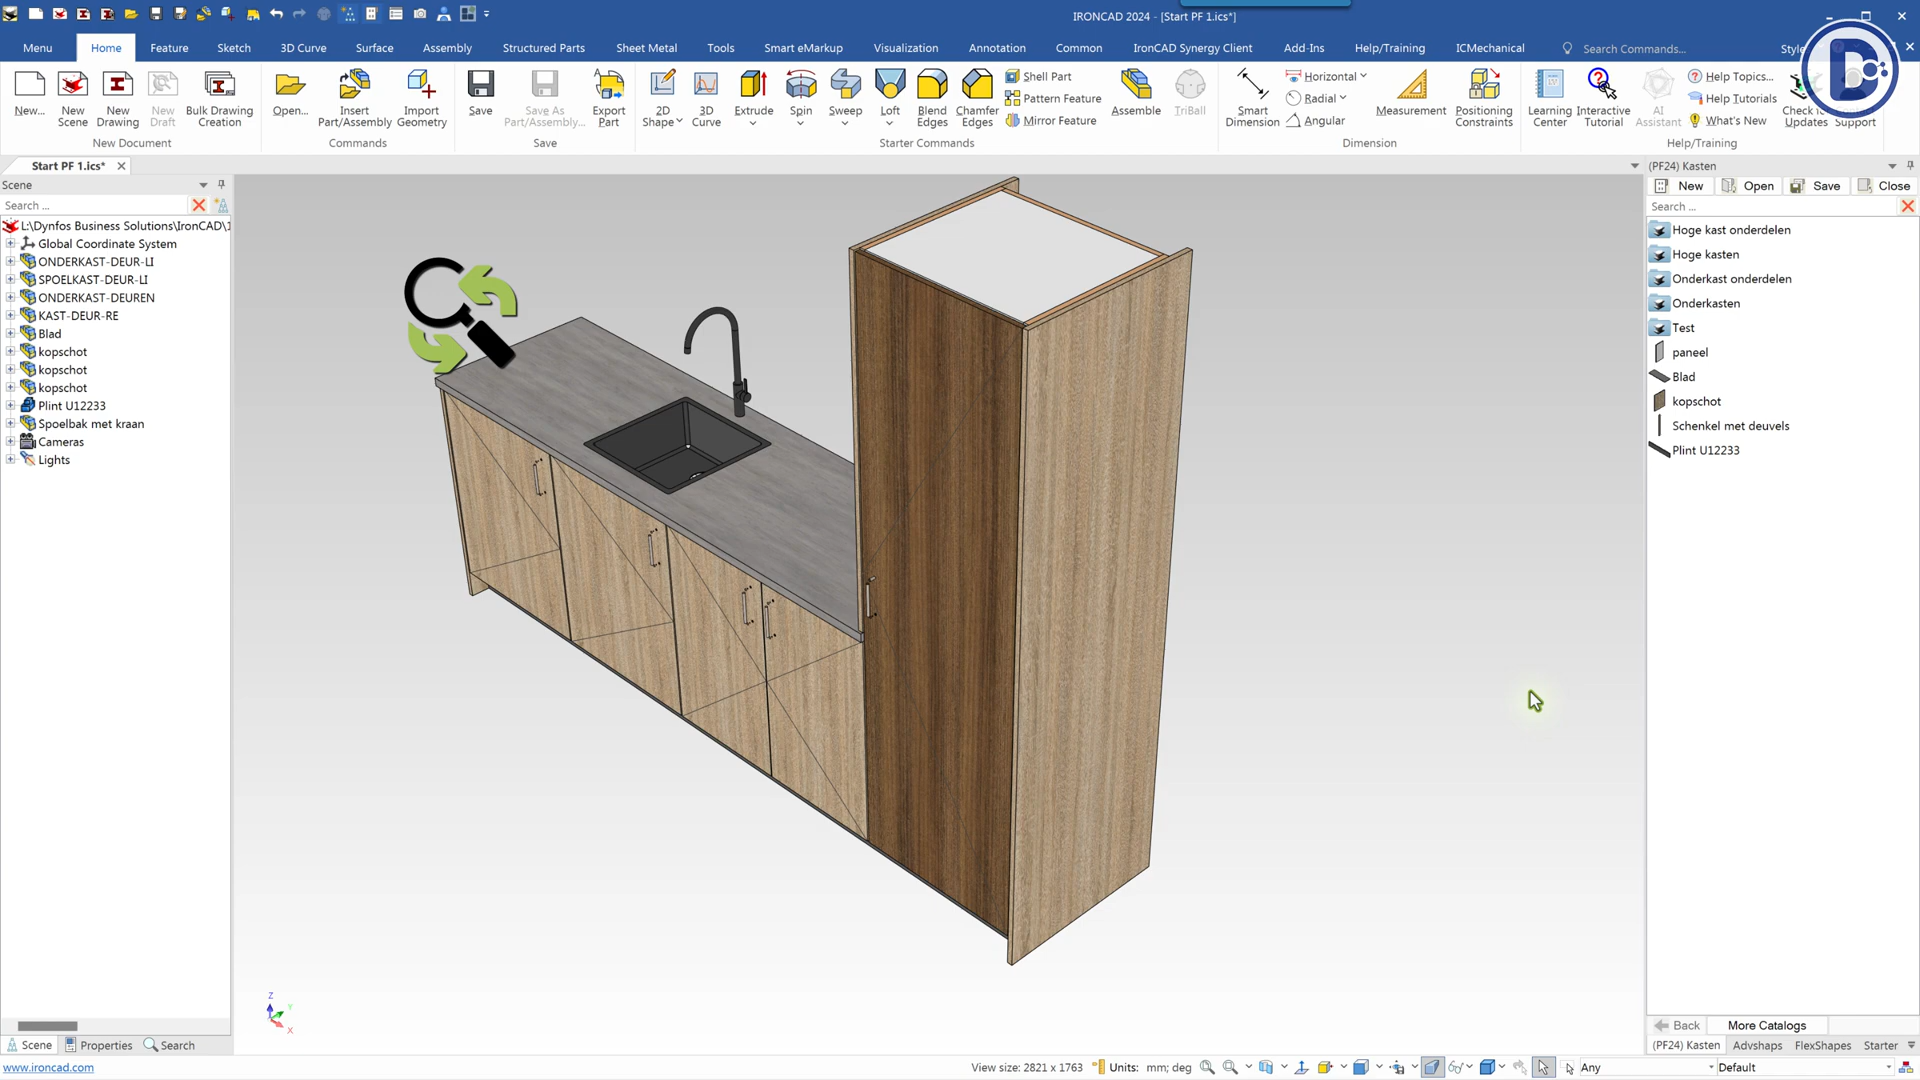 IRONCAD 2024 - [Start PF 1.ics*]
Menu Home Feature Sketch 3D Curve Surface Assembly Structured Parts Sheet Metal Tools Smart eMarkup Visualization Annotation Common IronCAD Synergy Client Add-Ins Help/Training ICMechanical Search Commands...
New... New Scene New Drawing New Draft Bulk Drawing Creation
New Document
Open... Insert Part/Assembly Import Geometry
Commands
Save Save As Part/Assembly... Export Part
Save
2D Shape 3D Curve Extrude Spin Sweep Loft Blend Edges Chamfer Edges Shell Part Pattern Feature Mirror Feature Assemble TriBall
Starter Commands
Smart Dimension Horizontal Radial Angular Measurement Positioning Constraints
Dimension
Learning Center Interactive Tutorial AI Assistant Help Topics... Help Tutorials What's New Updates Support
Help/Training
Start PF 1.ics*
Scene
Search ...
L:\Dynfos Business Solutions\IronCAD\
Global Coordinate System
ONDERKAST-DEUR-LI
SPOELKAST-DEUR-LI
ONDERKAST-DEUREN
KAST-DEUR-RE
Blad
kopschot
kopschot
kopschot
Plint U12233
Spoelbak met kraan
Cameras
Lights
Z
Y
X
Scene Properties Search
(PF24) Kasten
New Open Save Close
Search ...
Hoge kast onderdelen
Hoge kasten
Onderkast onderdelen
Onderkasten
Test
paneel
Blad
kopschot
Schenkel met deuvels
Plint U12233
Back More Catalogs
(PF24) Kasten Advshaps FlexShapes Starter
www.ironcad.com
View size: 2821 x 1763 Units: mm; deg Any Default